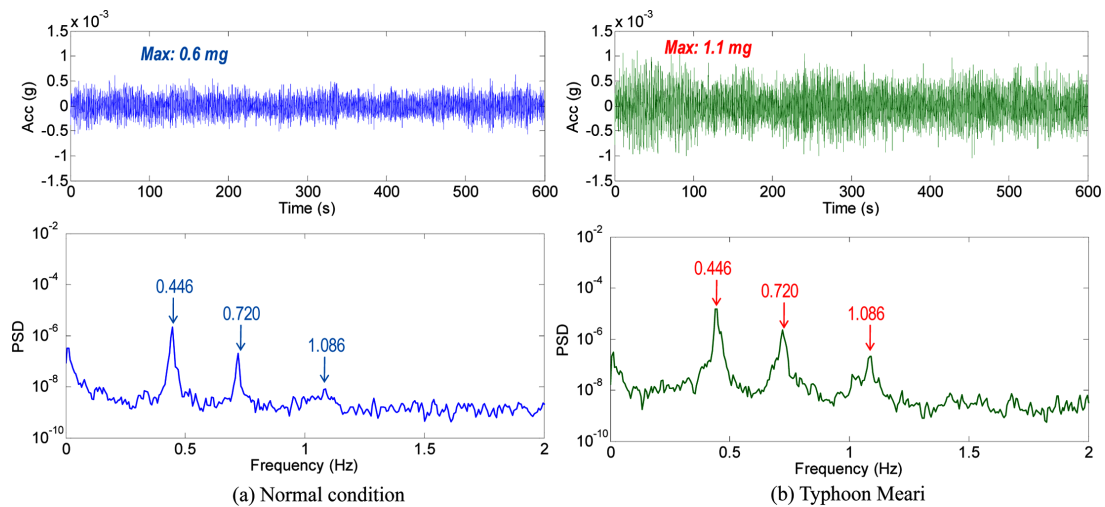 x 10⁻³
1.5
1
0.5
0
-0.5
-1
-1.5
Acc (g)
Max: 0.6 mg
0 100 200 300 400 500 600
Time (s)
x 10⁻³
1.5
1
0.5
0
-0.5
-1
-1.5
Acc (g)
Max: 1.1 mg
0 100 200 300 400 500 600
Time (s)
10⁻²
10⁻⁴
10⁻⁶
10⁻⁸
10⁻¹⁰
PSD
0.446
0.720
1.086
0 0.5 1 1.5 2
Frequency (Hz)
(a) Normal condition
10⁻²
10⁻⁴
10⁻⁶
10⁻⁸
10⁻¹⁰
PSD
0.446
0.720
1.086
0 0.5 1 1.5 2
Frequency (Hz)
(b) Typhoon Meari